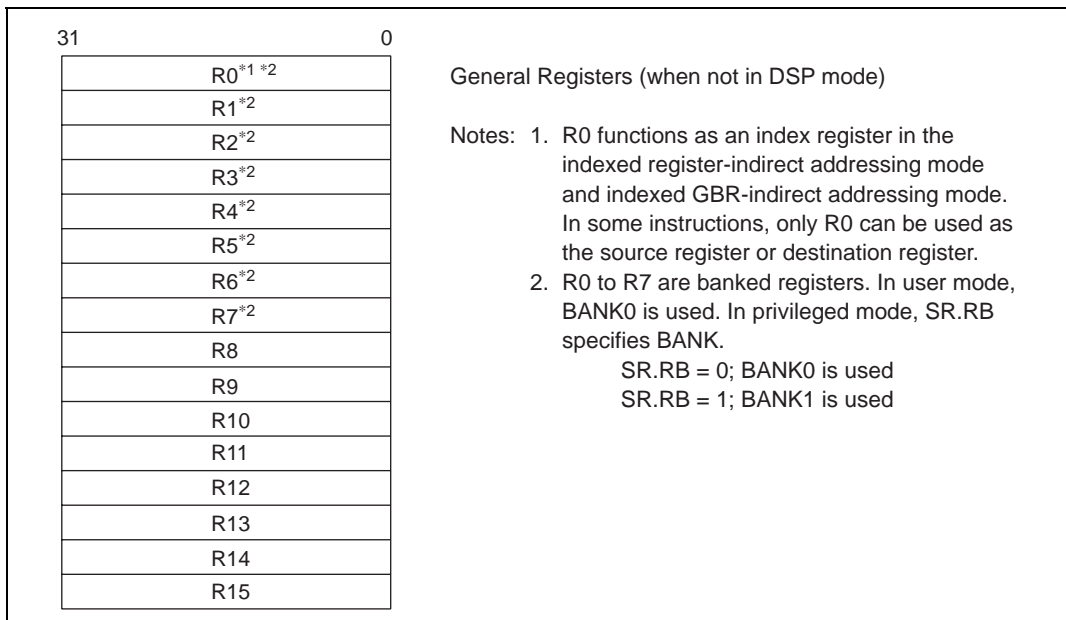 31 0
R0*1 *2
R1*2
R2*2
R3*2
R4*2
R5*2
R6*2
R7*2
R8
R9
R10
R11
R12
R13
R14
R15
General Registers (when not in DSP mode)
Notes: 1. R0 functions as an index register in the
indexed register-indirect addressing mode
and indexed GBR-indirect addressing mode.
In some instructions, only R0 can be used as
the source register or destination register.
2. R0 to R7 are banked registers. In user mode,
BANK0 is used. In privileged mode, SR.RB
specifies BANK.
SR.RB = 0; BANK0 is used
SR.RB = 1; BANK1 is used